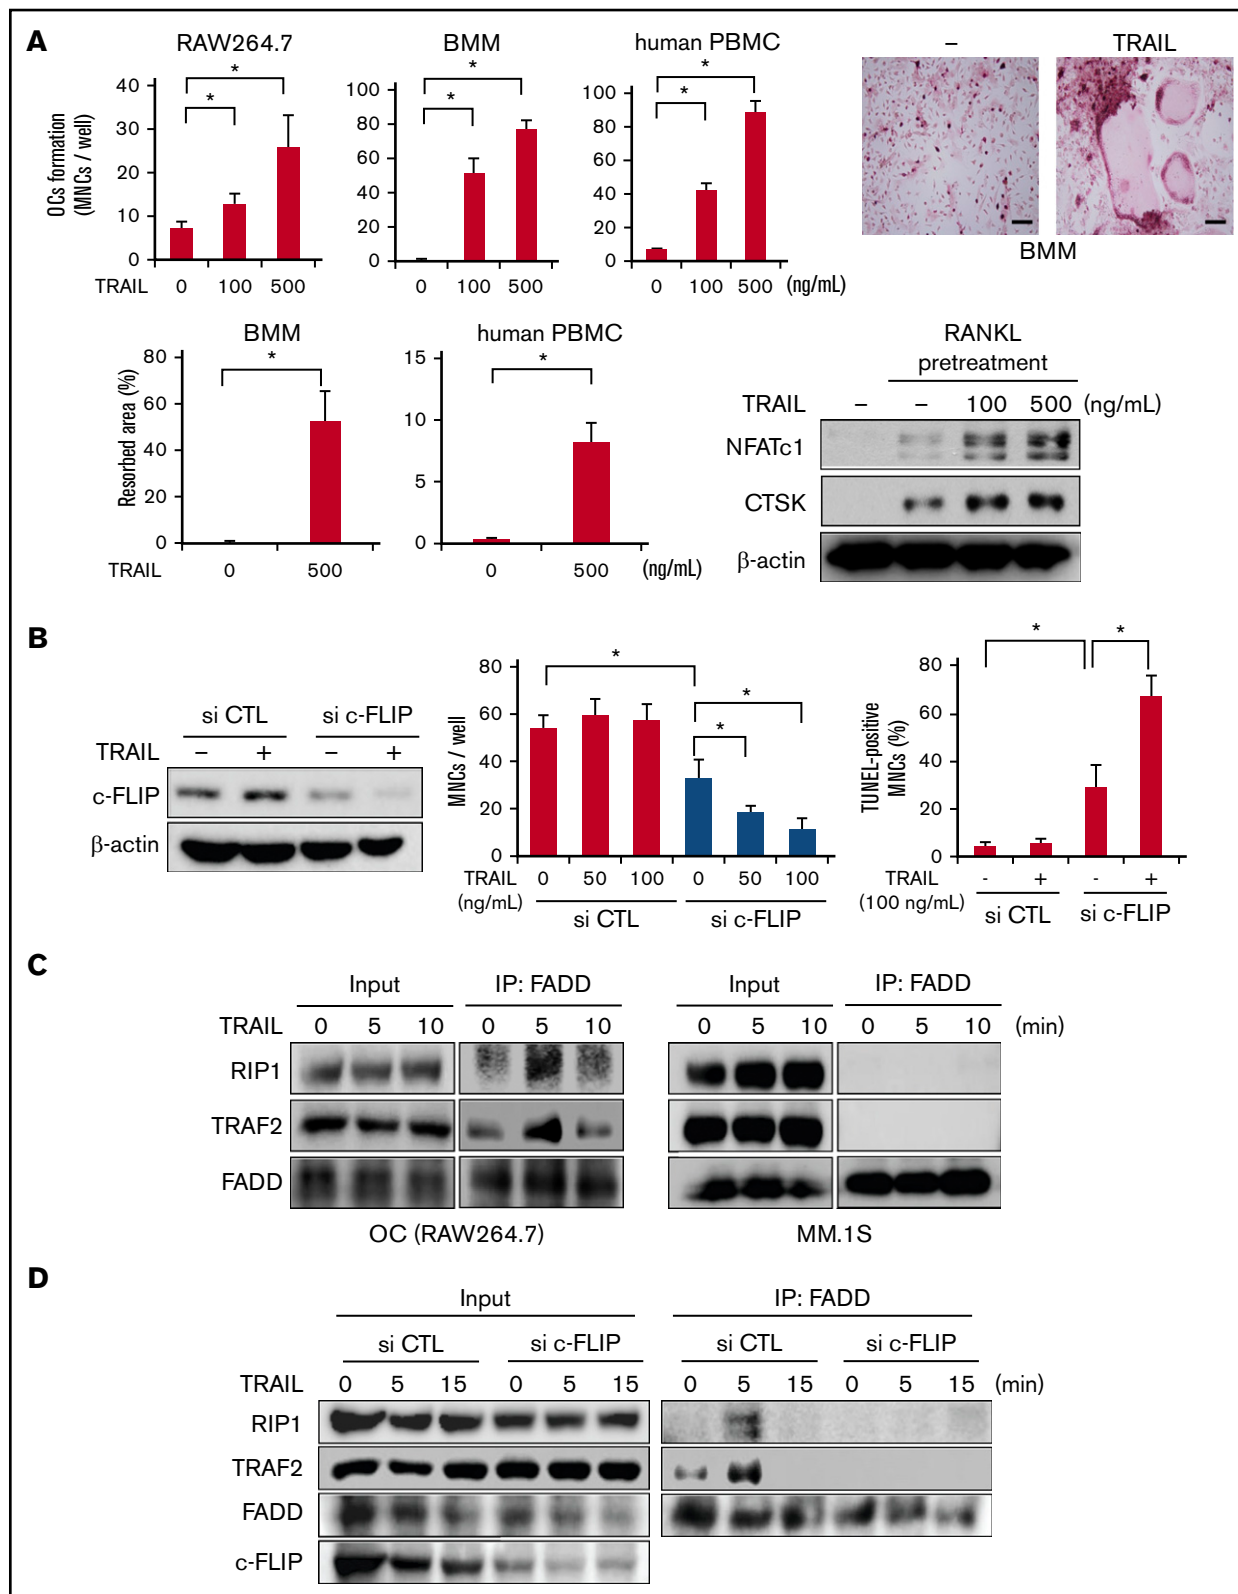 A
RAW264.7
BMM
human PBMC
–
TRAIL
OCs formation
(MNCs / well)
40
30
20
10
0
100
80
60
40
20
0
100
80
60
40
20
0
*
*
*
*
*
*
TRAIL
0 100 500
0 100 500
0 100 500 (ng/mL)
BMM
BMM
human PBMC
Resorbed area (%)
80
60
40
20
0
15
10
5
0
*
*
TRAIL
0 500
0 500 (ng/mL)
RANKL
pretreatment
TRAIL – – 100 500 (ng/mL)
NFATc1
CTSK
β-actin
B
si CTL si c-FLIP
TRAIL – + – +
c-FLIP
β-actin
MNCs / well
80
60
40
20
0
*
*
*
TRAIL
(ng/mL)
0 50 100 0 50 100
si CTL si c-FLIP
TUNEL-positive
MNCs (%)
80
60
40
20
0
*
*
TRAIL
(100 ng/mL)
- + - +
si CTL si c-FLIP
C
Input IP: FADD Input IP: FADD
TRAIL 0 5 10 0 5 10 0 5 10 0 5 10 (min)
RIP1
TRAF2
FADD
OC (RAW264.7) MM.1S
D
Input IP: FADD
si CTL si c-FLIP si CTL si c-FLIP
TRAIL 0 5 15 0 5 15 0 5 15 0 5 15 (min)
RIP1
TRAF2
FADD
c-FLIP